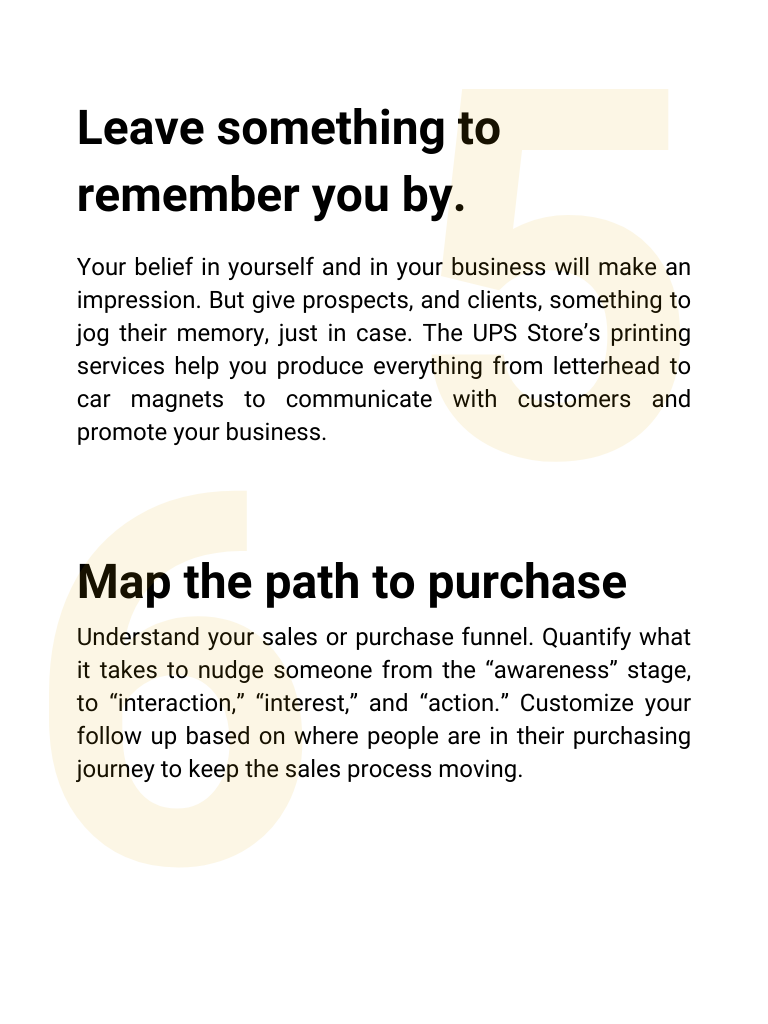 5
Leave something to
remember you by.
Your belief in yourself and in your business will make an
impression. But give prospects, and clients, something to
jog their memory, just in case. The UPS Store’s printing
services help you produce everything from letterhead to
car magnets to communicate with customers and
promote your business.
6
Map the path to purchase
Understand your sales or purchase funnel. Quantify what
it takes to nudge someone from the “awareness” stage,
to “interaction,” “interest,” and “action.” Customize your
follow up based on where people are in their purchasing
journey to keep the sales process moving.